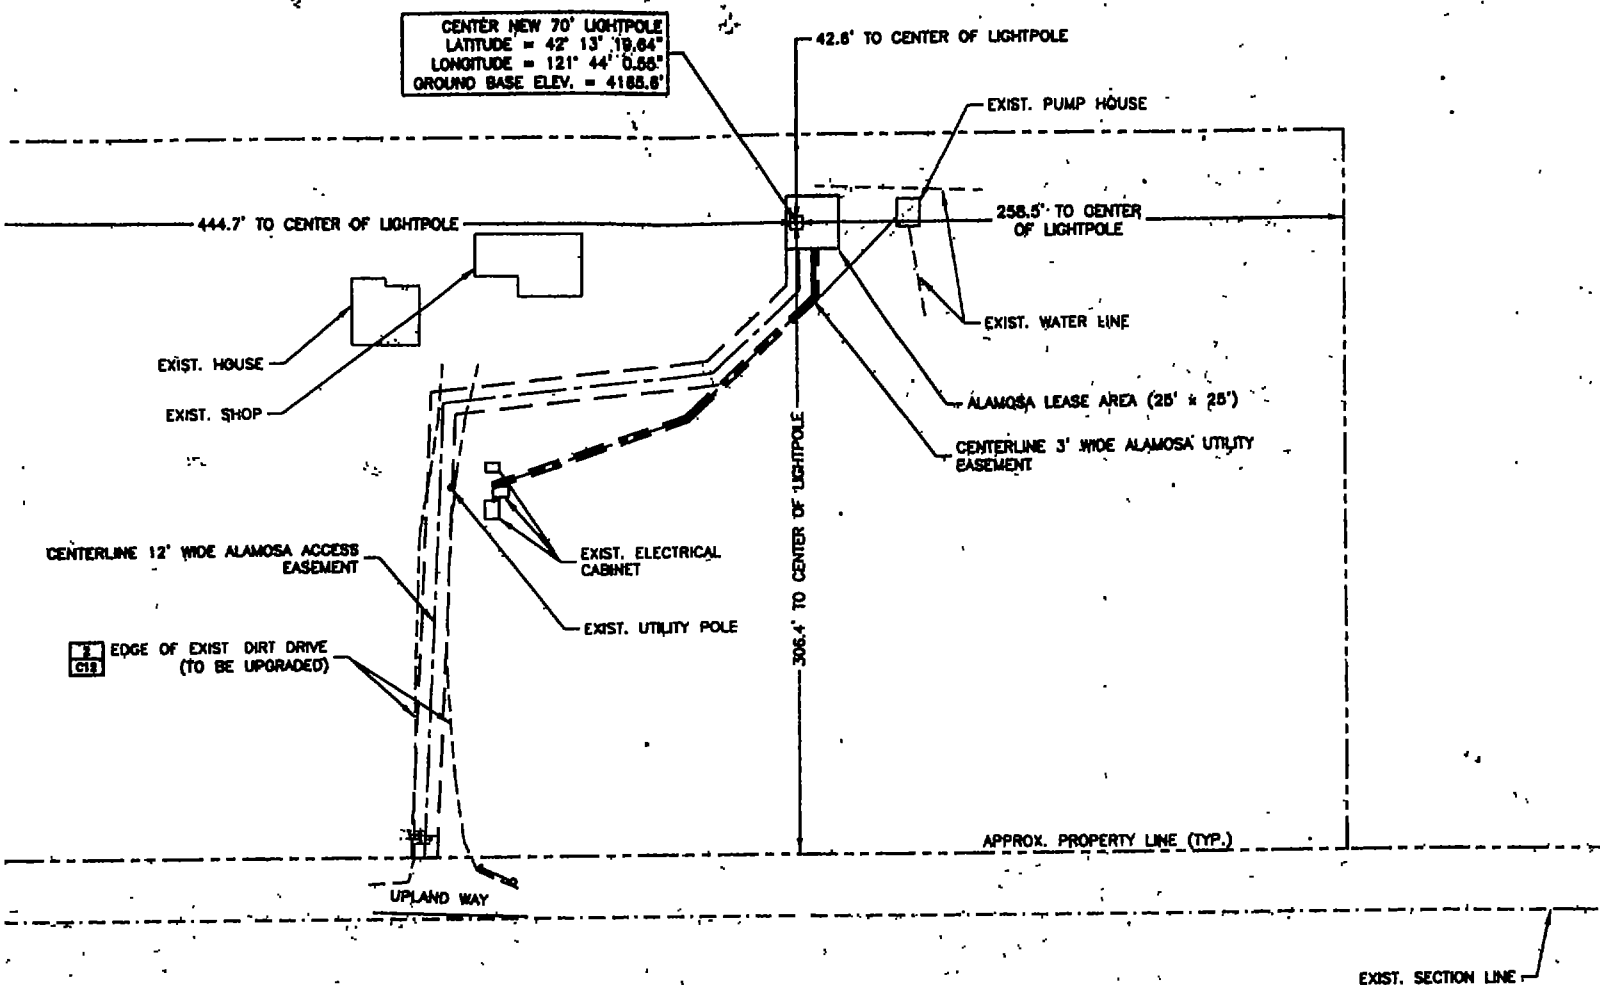 CENTER NEW 70' LIGHTPOLE
LATITUDE = 42° 13' 19.64"
LONGITUDE = 121° 44' 0.55"
GROUND BASE ELEV. = 4185.6'
42.6' TO CENTER OF LIGHTPOLE
EXIST. PUMP HOUSE
444.7' TO CENTER OF LIGHTPOLE
258.5' TO CENTER
OF LIGHTPOLE
EXIST. WATER LINE
EXIST. HOUSE
EXIST. SHOP
ALAMOSA LEASE AREA (25' x 25')
CENTERLINE 3' WIDE ALAMOSA UTILITY
EASEMENT
306.4' TO CENTER OF LIGHTPOLE
CENTERLINE 12' WIDE ALAMOSA ACCESS
EASEMENT
EXIST. ELECTRICAL
CABINET
EXIST. UTILITY POLE
C12
EDGE OF EXIST DIRT DRIVE
(TO BE UPGRADED)
APPROX. PROPERTY LINE (TYP.)
UPLAND WAY
EXIST. SECTION LINE